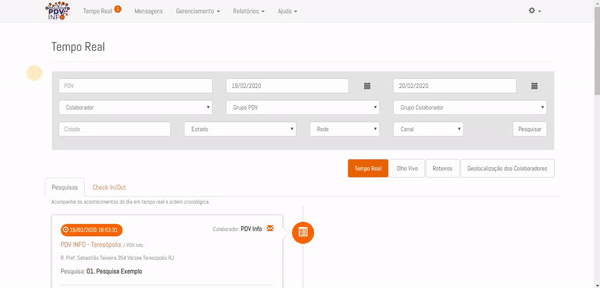 PDV
INFO
Tempo Real 2 Mensagens Gerenciamento Relatórios Ajuda
Tempo Real
PDV 19/02/2020 20/02/2020
Colaborador Grupo PDV Grupo Colaborador
Cidade Estado Rede Canal Pesquisar
Tempo Real Olho Vivo Roteiros Geolocalização dos Colaboradores
Pesquisas Check-In/Out
Acompanhe os acontecimentos do dia em tempo real e ordem cronológica.
19/02/2020 16:53:31 Colaborador: PDV Info -
PDV INFO - Teresópolis / PDV Info
R. Pref. Sebastião Teixeira 354 Várzea Teresópolis RJ
Pesquisa: 01. Pesquisa Exemplo